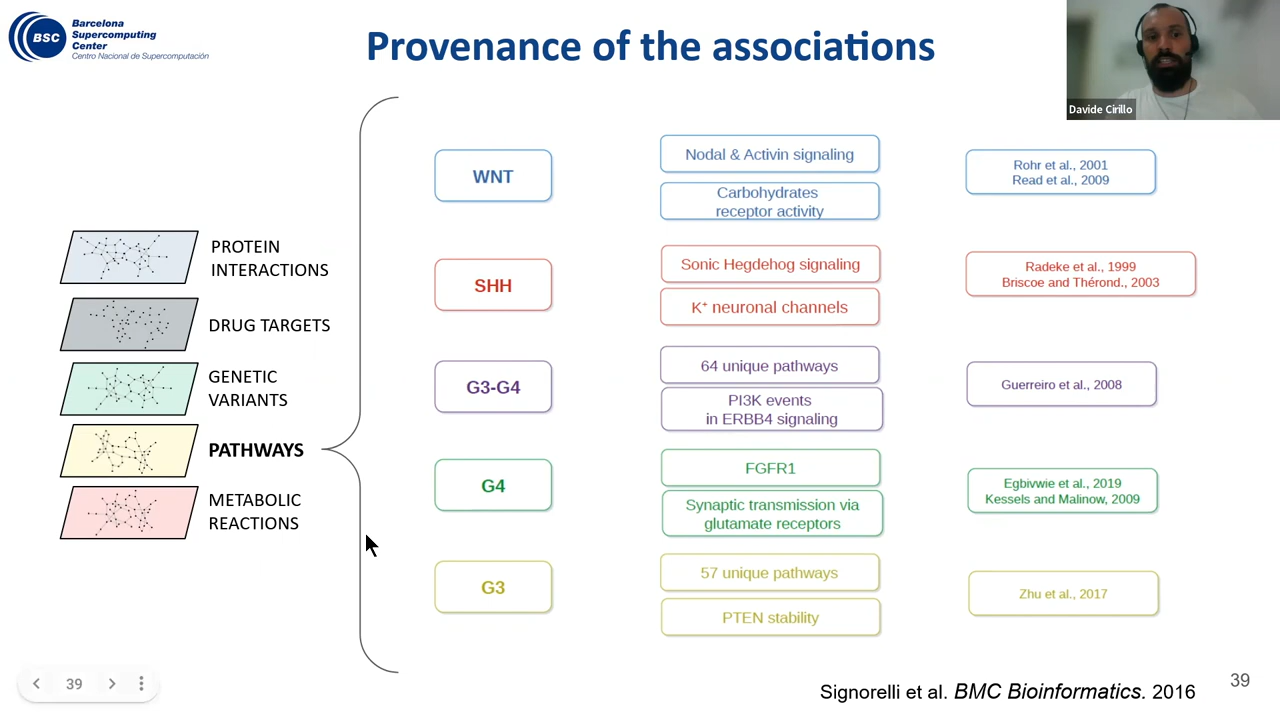 BSC
Barcelona
Supercomputing
Center
Centro Nacional de Supercomputación
Provenance of the associations
Davide Cirillo
PROTEIN
INTERACTIONS
DRUG TARGETS
GENETIC
VARIANTS
PATHWAYS
METABOLIC
REACTIONS
WNT
Nodal & Activin signaling
Carbohydrates
receptor activity
Rohr et al., 2001
Read et al., 2009
SHH
Sonic Hegdehog signaling
K⁺ neuronal channels
Radeke et al., 1999
Briscoe and Thérond., 2003
G3-G4
64 unique pathways
PI3K events
in ERBB4 signaling
Guerreiro et al., 2008
G4
FGFR1
Synaptic transmission via
glutamate receptors
Egbivwie et al., 2019
Kessels and Malinow, 2009
G3
57 unique pathways
PTEN stability
Zhu et al., 2017
39
Signorelli et al. BMC Bioinformatics. 2016
39